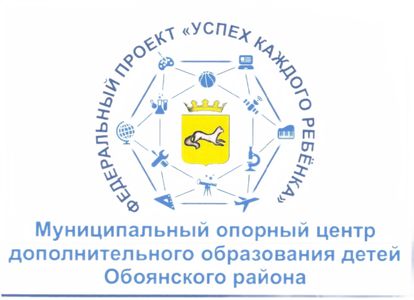 ФЕДЕРАЛЬНЫЙ ПРОЕКТ «УСПЕХ КАЖДОГО РЕБЁНКА»
Муниципальный опорный центр
дополнительного образования детей
Обоянского района